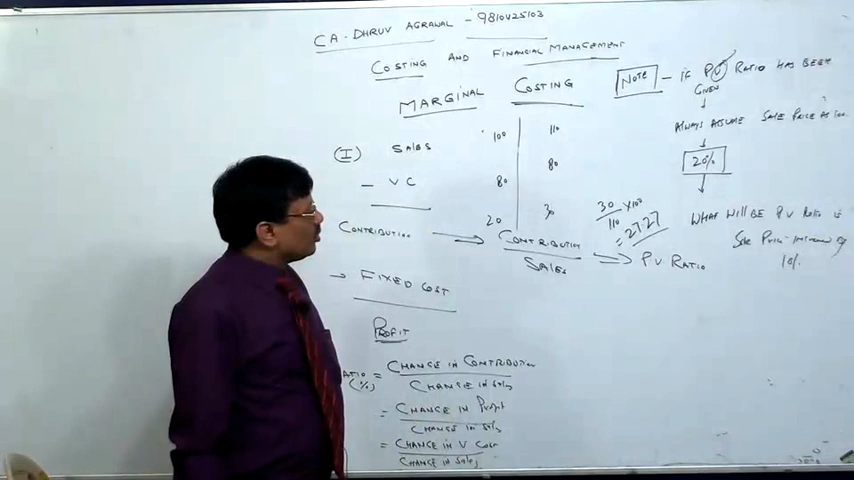 CA. DHRUV AGRAWAL - 9810425103
COSTING AND FINANCIAL MANAGEMENT
MARGINAL COSTING
NOTE - IF PV RATIO HAS BEEN
GIVEN
↓
ALWAYS ASSUME SALE PRICE AS 100.
↓
20%
↓
WHAT WILL BE P.V RATIO IF
SALE PRICE INCREASED BY
10%
(I) SALES 100 110
- VC 80 80
CONTRIBUTION 20 30
→ CONTRIBUTION
SALES
⇒ P.V. RATIO
30 × 100
110
= 27.27
→ FIXED COST
PROFIT
RATIO (%) = CHANGE IN CONTRIBUTION
CHANGE IN SALES
= CHANGE IN PROFIT
CHANGE IN SALES
= CHANGE IN V COST
CHANGE IN SALES